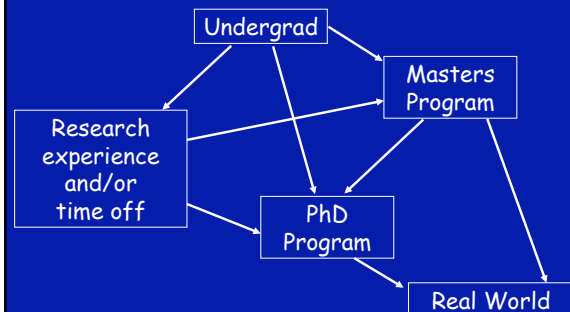 Undergrad
Masters
Program
Research
experience
and/or
time off
PhD
Program
Real World